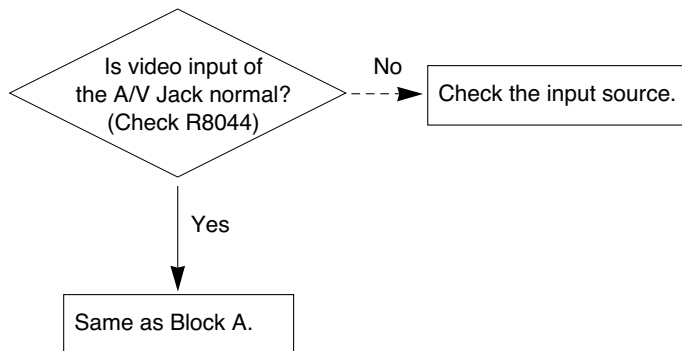 Is video input of
the A/V Jack normal?
(Check R8044)
No
Check the input source.
Yes
Same as Block A.